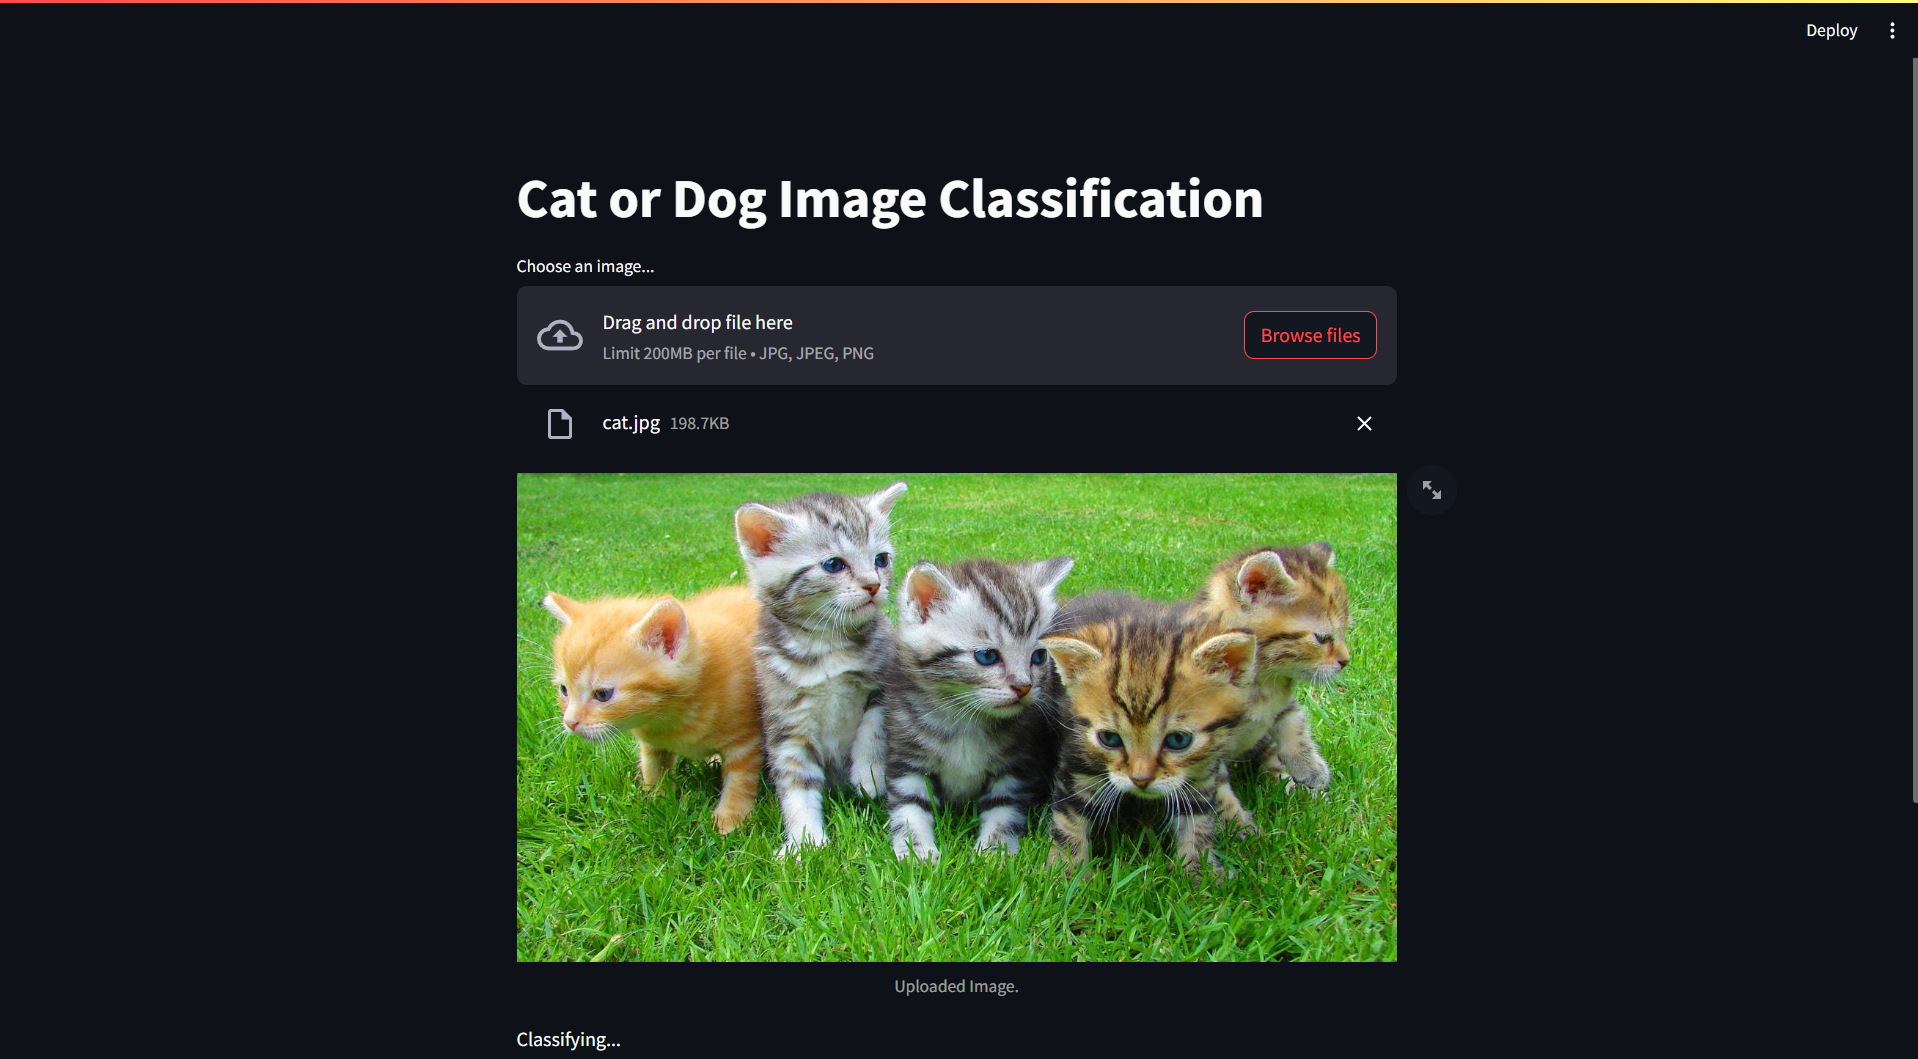 Deploy
Cat or Dog Image Classification
Choose an image...
Drag and drop file here
Limit 200MB per file • JPG, JPEG, PNG
Browse files
cat.jpg 198.7KB
Uploaded Image.
Classifying...